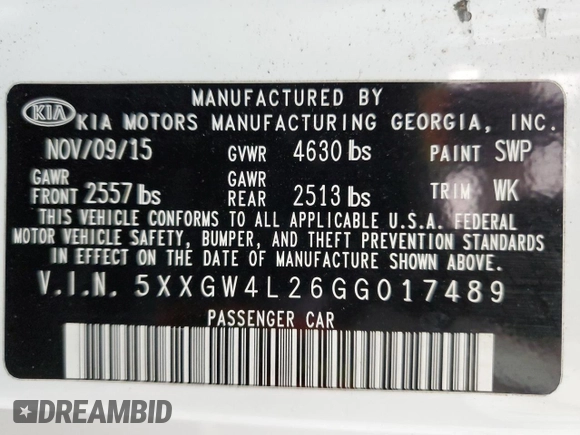 MANUFACTURED BY
KIA
KIA MOTORS MANUFACTURING GEORGIA, INC.
NOV/09/15 GVWR 4630 lbs PAINT SWP
GAWR FRONT 2557 lbs GAWR REAR 2513 lbs TRIM WK
THIS VEHICLE CONFORMS TO ALL APPLICABLE U.S.A. FEDERAL
MOTOR VEHICLE SAFETY, BUMPER, AND THEFT PREVENTION STANDARDS
IN EFFECT ON THE DATE OF MANUFACTURE SHOWN ABOVE.
V.I.N. 5XXGW4L26GG017489
PASSENGER CAR
DREAMBID